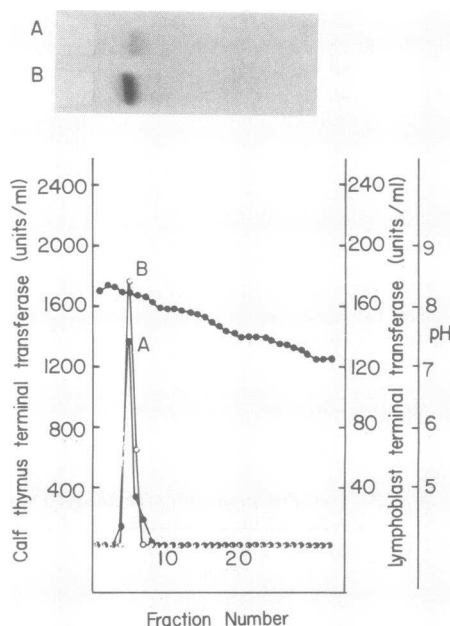 A
B
Calf thymus terminal transferase (units/ml)
2400
2000
1600
1200
800
400
B
A
10
20
Fraction Number
240
200
160
120
80
40
Lymphoblast terminal transferase (units/ml)
9
8
pH
7
6
5